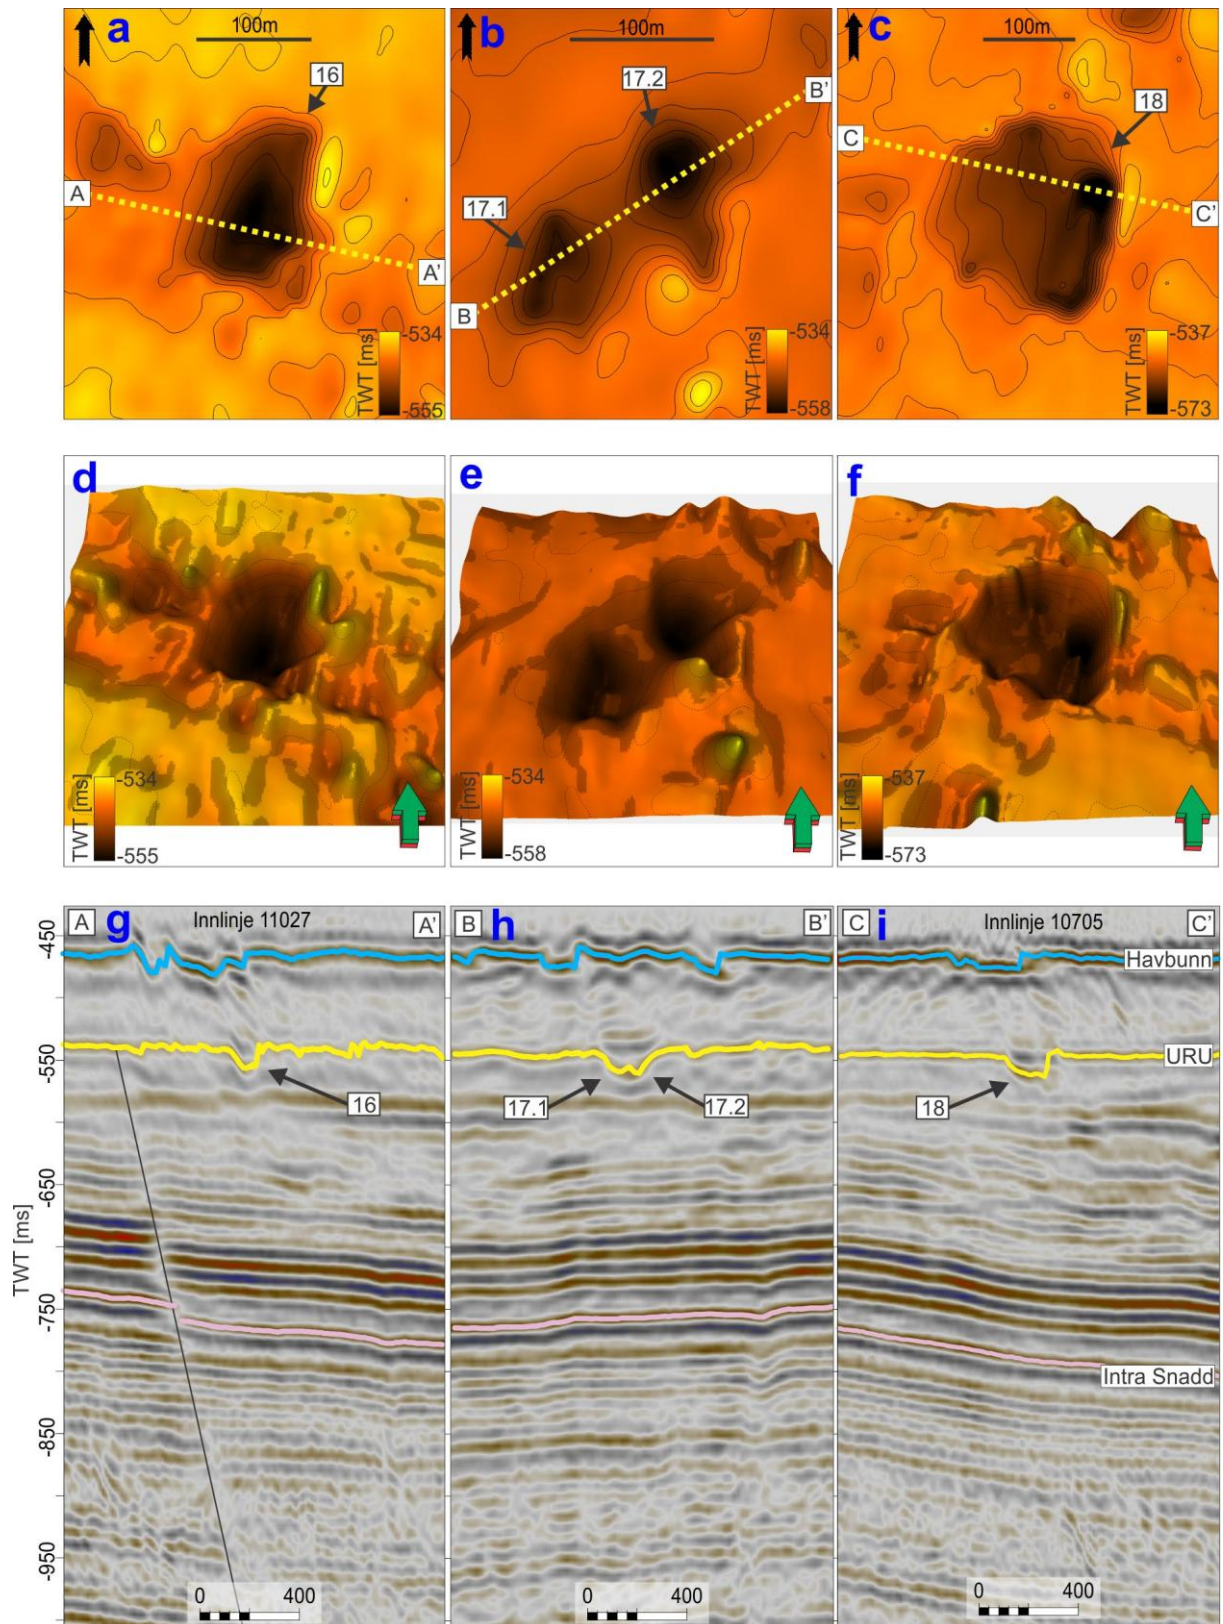 a
100m
16
A
A'
-534
-555
TWT [ms]
b
100m
17.2
B'
17.1
B
-534
-558
TWT [ms]
c
100m
18
C
C'
-537
-573
TWT [ms]
d
-534
-555
TWT [ms]
e
-534
-558
TWT [ms]
f
-537
-573
TWT [ms]
A
g
Innlinje 11027
A'
B
h
B'
C
i
Innlinje 10705
C'
-450
Havbunn
-550
URU
16
17.1
17.2
18
-650
TWT [ms]
-750
Intra Snadd
-850
-950
0 400
0 400
0 400